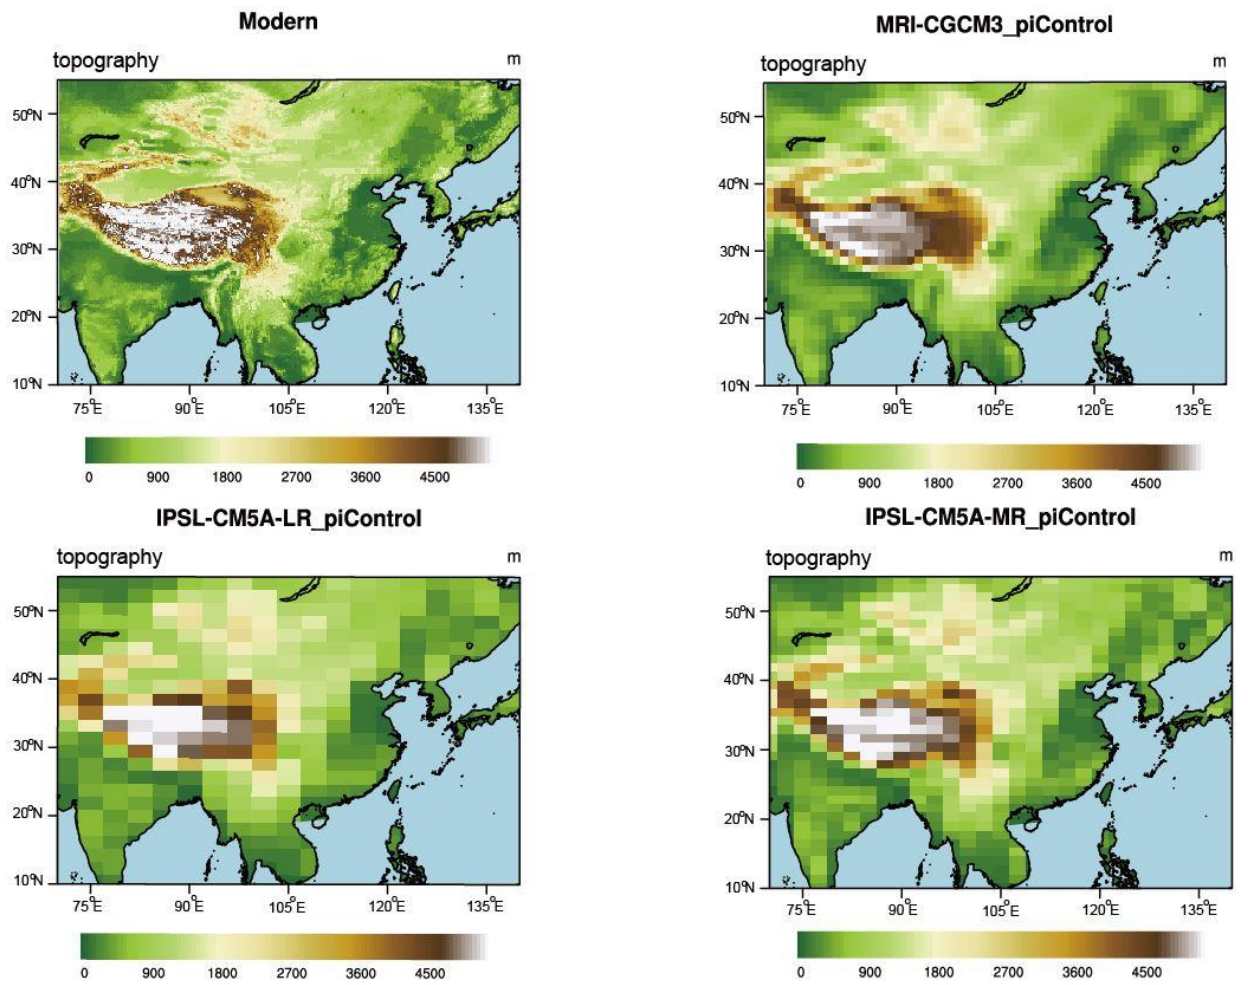 Modern
topography m
50°N
40°N
30°N
20°N
10°N
75°E 90°E 105°E 120°E 135°E
0 900 1800 2700 3600 4500
MRI-CGCM3_piControl
topography m
50°N
40°N
30°N
20°N
10°N
75°E 90°E 105°E 120°E 135°E
0 900 1800 2700 3600 4500
IPSL-CM5A-LR_piControl
topography m
50°N
40°N
30°N
20°N
10°N
75°E 90°E 105°E 120°E 135°E
0 900 1800 2700 3600 4500
IPSL-CM5A-MR_piControl
topography m
50°N
40°N
30°N
20°N
10°N
75°E 90°E 105°E 120°E 135°E
0 900 1800 2700 3600 4500